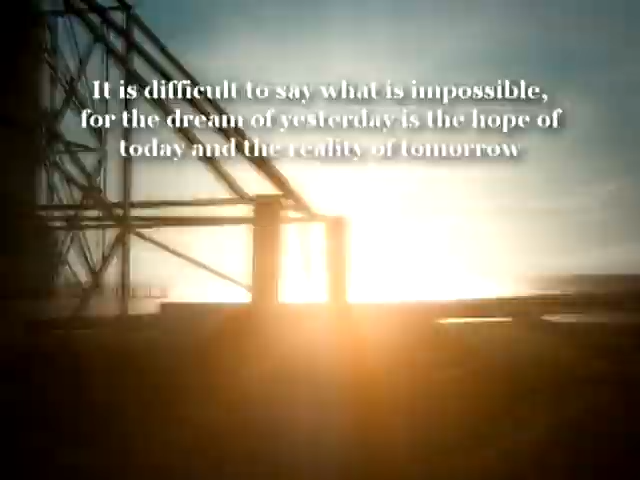 It is difficult to say what is impossible,
for the dream of yesterday is the hope of
today and the reality of tomorrow